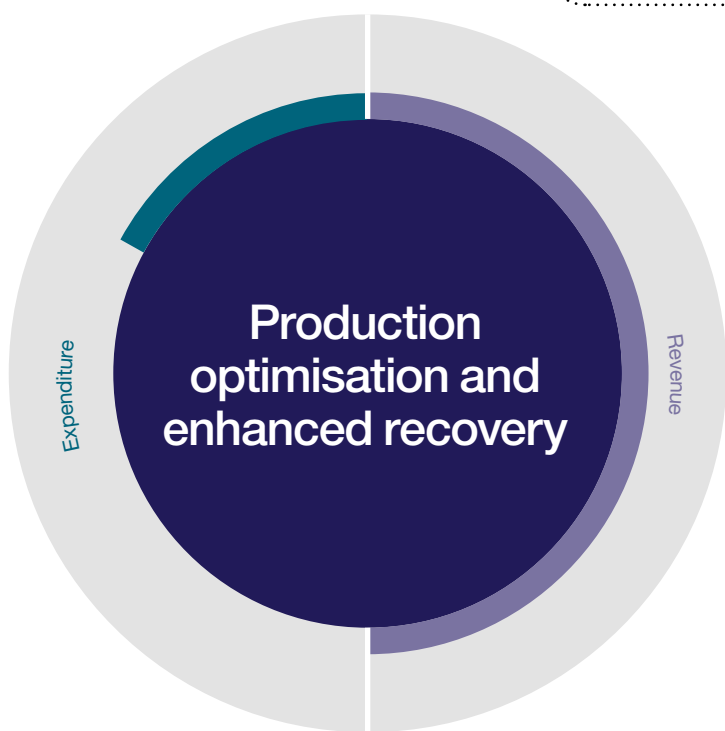 Production
optimisation and
enhanced recovery
Expenditure
Revenue